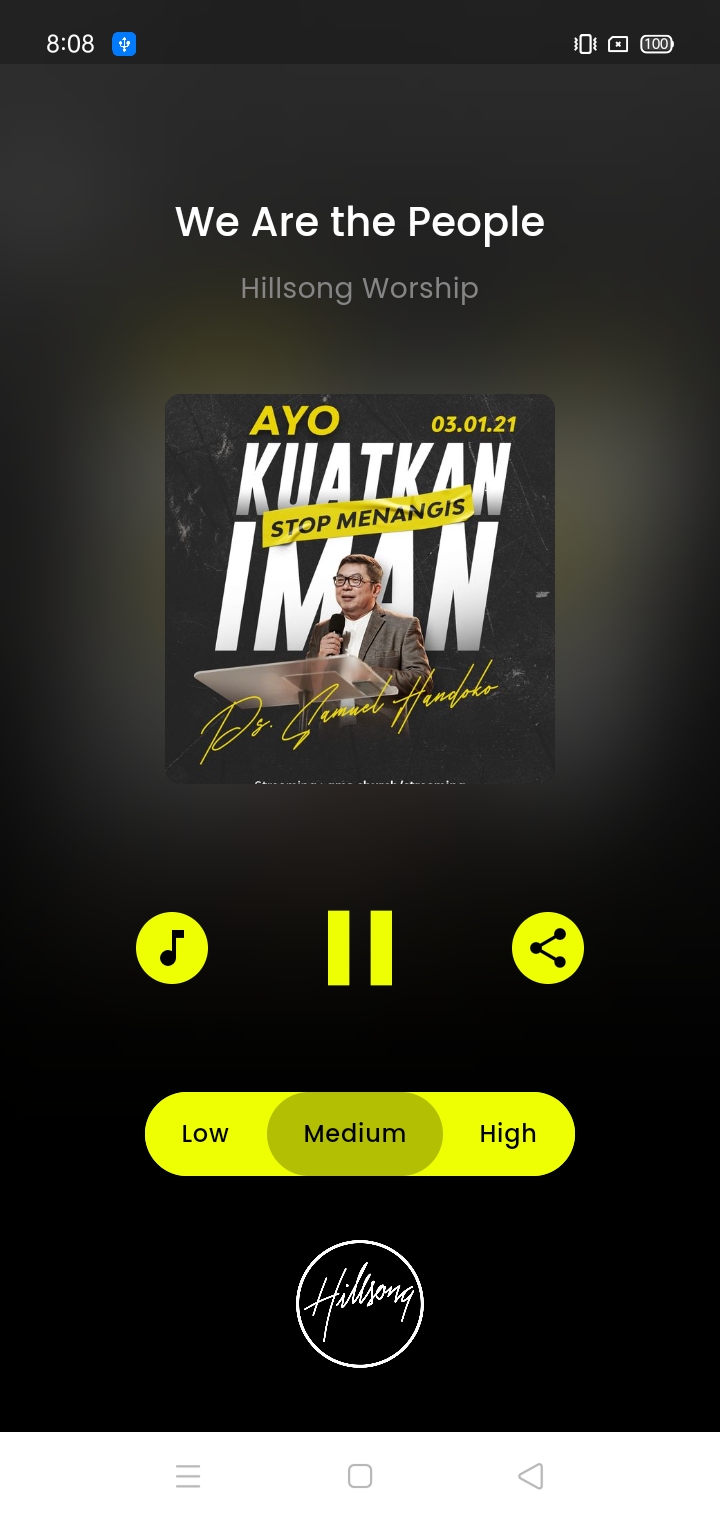 8:08
100
We Are the People
Hillsong Worship
AYO
03.01.21
KUATKAN
STOP MENANGIS
IMAN
Ps. Samuel Handoko
Low
Medium
High
Hillsong